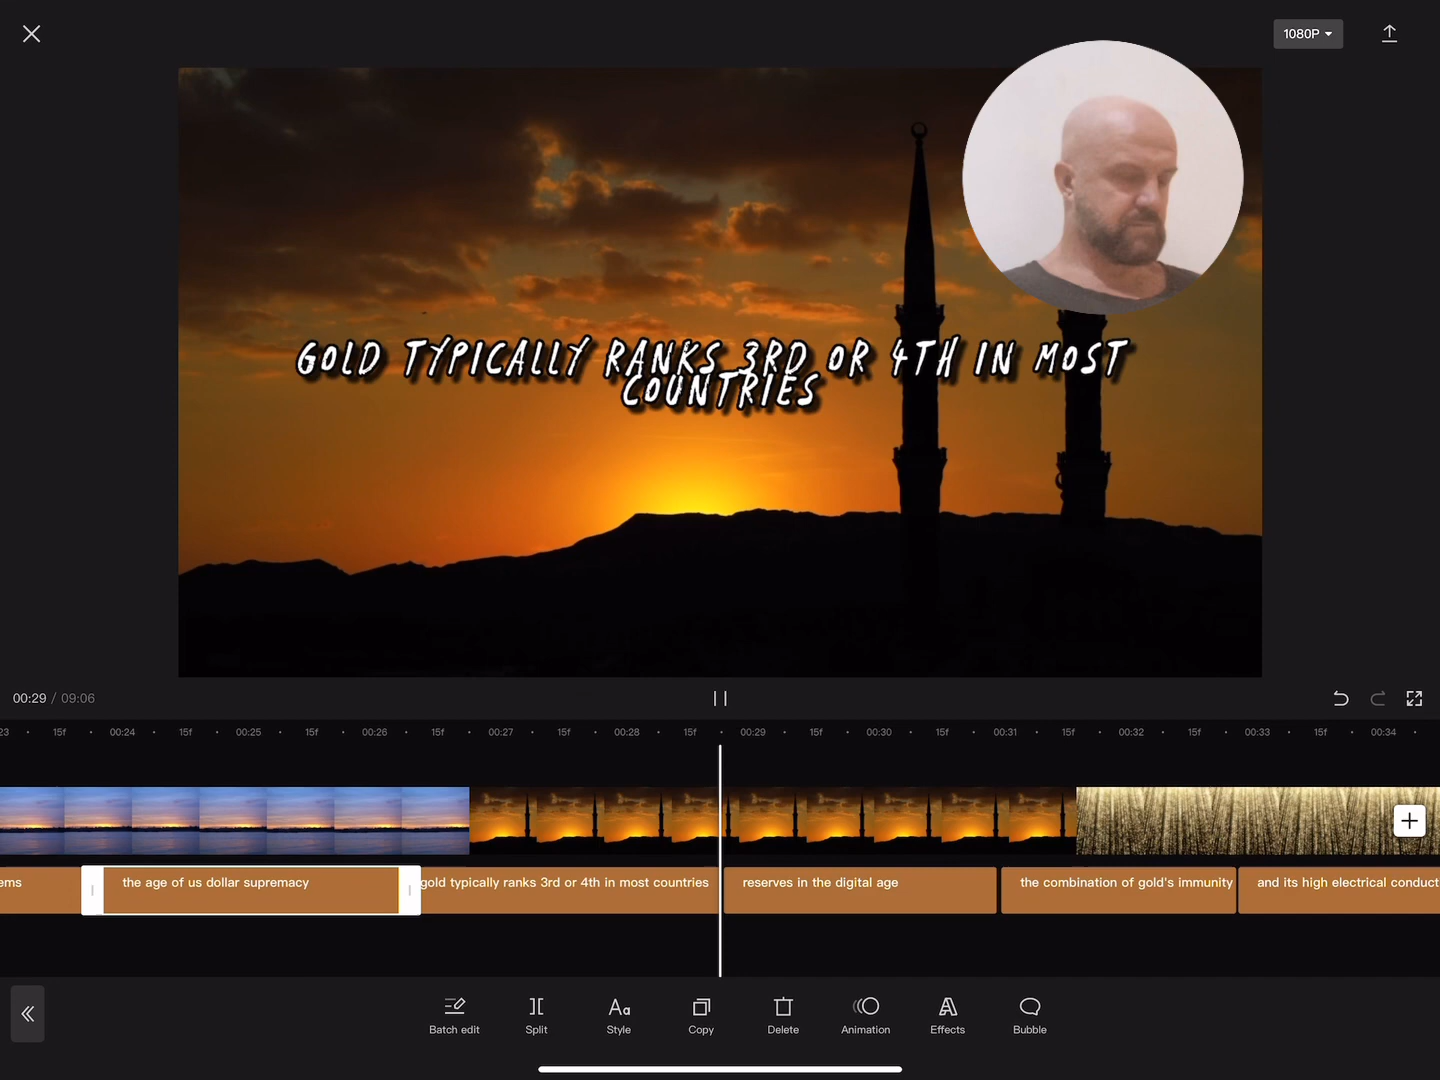 1080P
GOLD TYPICALLY RANKS 3RD OR 4TH IN MOST
COUNTRIES
00:29 / 09:06
23 15f 00:24 15f 00:25 15f 00:26 15f 00:27 15f 00:28 15f 00:29 15f 00:30 15f 00:31 15f 00:32 15f 00:33 15f 00:34
ems the age of us dollar supremacy gold typically ranks 3rd or 4th in most countries reserves in the digital age the combination of gold's immunity and its high electrical conduct
Batch edit Split Style Copy Delete Animation Effects Bubble